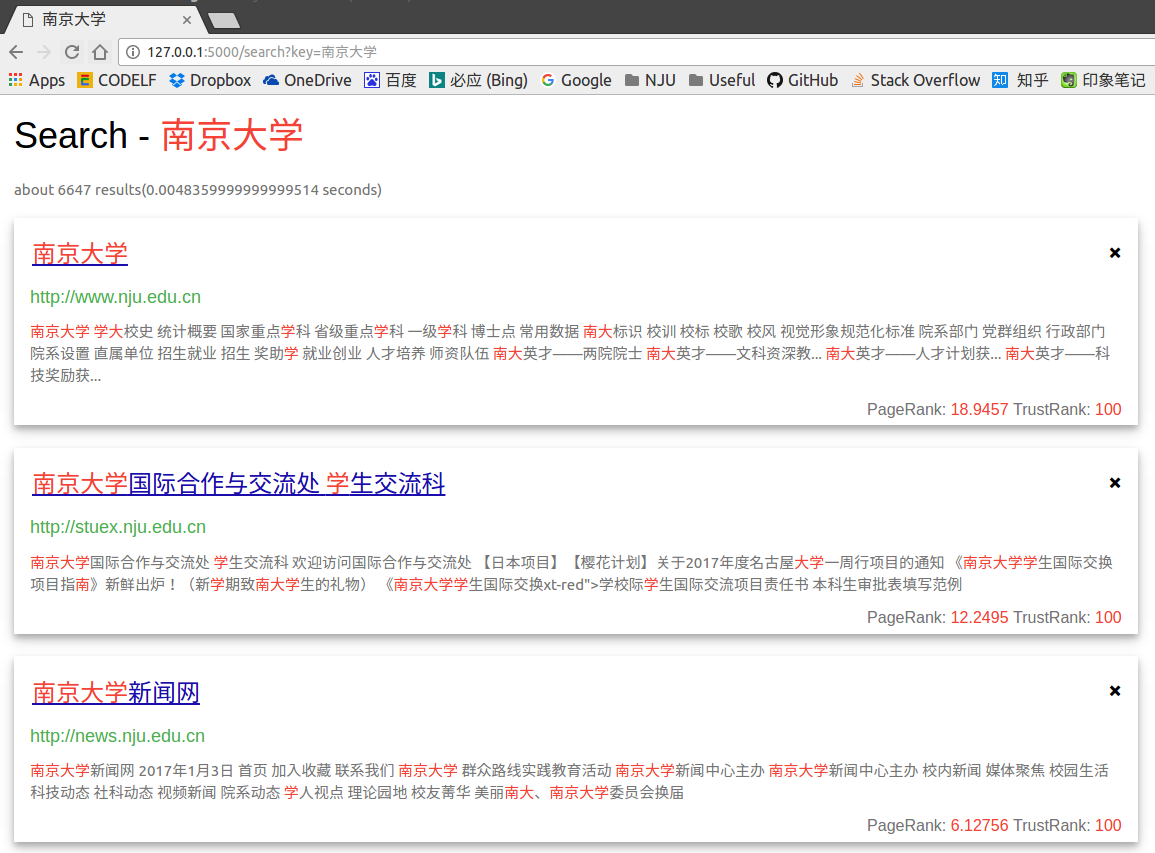 南京大学
127.0.0.1:5000/search?key=南京大学
Apps CODELF Dropbox OneDrive 百度 必应 (Bing) Google NJU Useful GitHub Stack Overflow 知乎 印象笔记
Search - 南京大学
about 6647 results(0.0048359999999999514 seconds)
南京大学
http://www.nju.edu.cn
南京大学 学大校史 统计概要 国家重点学科 省级重点学科 一级学科 博士点 常用数据 南大标识 校训 校标 校歌 校风 视觉形象规范化标准 院系部门 党群组织 行政部门
院系设置 直属单位 招生就业 招生 奖助学 就业创业 人才培养 师资队伍 南大英才——两院院士 南大英才——文科资深教... 南大英才——人才计划获... 南大英才——科
技奖励获...
PageRank: 18.9457 TrustRank: 100
南京大学国际合作与交流处 学生交流科
http://stuex.nju.edu.cn
南京大学国际合作与交流处 学生交流科 欢迎访问国际合作与交流处 【日本项目】【樱花计划】关于2017年度名古屋大学一周行项目的通知 《南京大学学生国际交换
项目指南》新鲜出炉！（新学期致南大学生的礼物） 《南京大学学生国际交换xt-red">学校际学生国际交流项目责任书 本科生审批表填写范例
PageRank: 12.2495 TrustRank: 100
南京大学新闻网
http://news.nju.edu.cn
南京大学新闻网 2017年1月3日 首页 加入收藏 联系我们 南京大学 群众路线实践教育活动 南京大学新闻中心主办 南京大学新闻中心主办 校内新闻 媒体聚焦 校园生活
科技动态 社科动态 视频新闻 院系动态 学人视点 理论园地 校友菁华 美丽南大、南京大学委员会换届
PageRank: 6.12756 TrustRank: 100